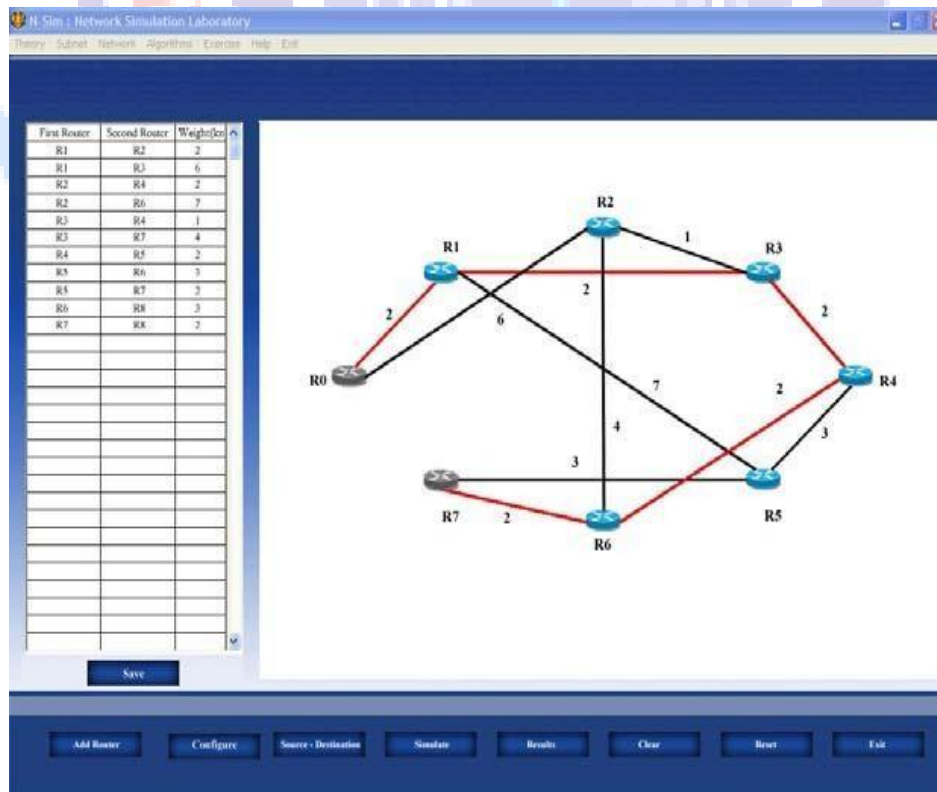 N-Sim : Network Simulation Laboratory
Theory Subnet Network Algorithms Exercise Help Exit
First Router Second Router Weight(kn
R1 R2 2
R1 R3 6
R2 R4 2
R2 R6 7
R3 R4 1
R3 R7 4
R4 R5 2
R5 R6 3
R5 R7 2
R6 R8 3
R7 R8 2
Save
R2
1
R1
R3
2
2
6
2
R0
7
2
R4
4
3
3
R7
2
R5
R6
Add Router Configure Source - Destination Simulate Results Clear Reset Exit